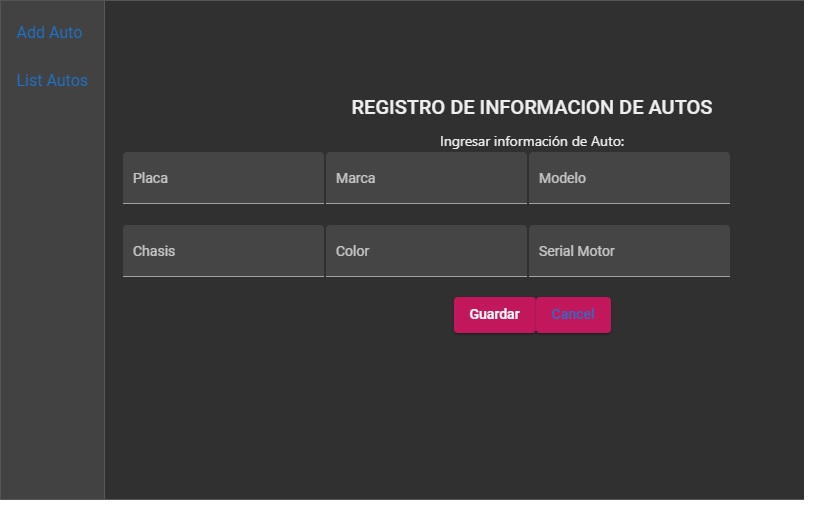 Add Auto
List Autos
REGISTRO DE INFORMACION DE AUTOS
Ingresar información de Auto:
Placa Marca Modelo
Chasis Color Serial Motor
Guardar Cancel